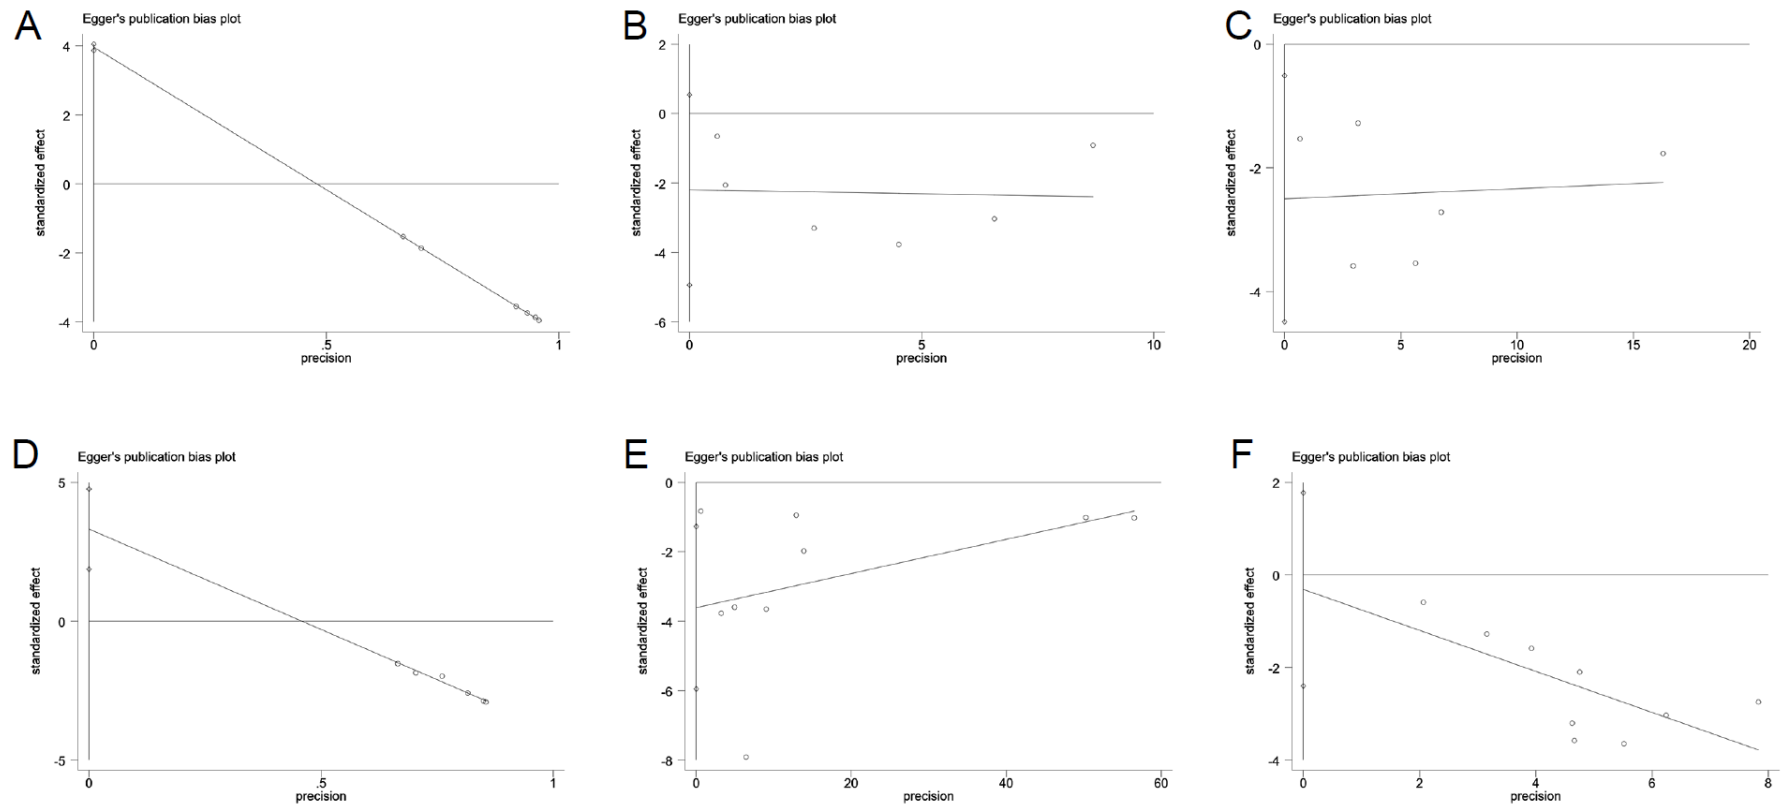 A
Egger's publication bias plot
standardized effect
4
2
0
-2
-4
0
.5
1
precision
B
Egger's publication bias plot
standardized effect
2
0
-2
-4
-6
0
5
10
precision
C
Egger's publication bias plot
standardized effect
0
-2
-4
0
5
10
15
20
precision
D
Egger's publication bias plot
standardized effect
5
0
-5
0
.5
1
precision
E
Egger's publication bias plot
standardized effect
0
-2
-4
-6
-8
0
20
40
60
precision
F
Egger's publication bias plot
standardized effect
2
0
-2
-4
0
2
4
6
8
precision